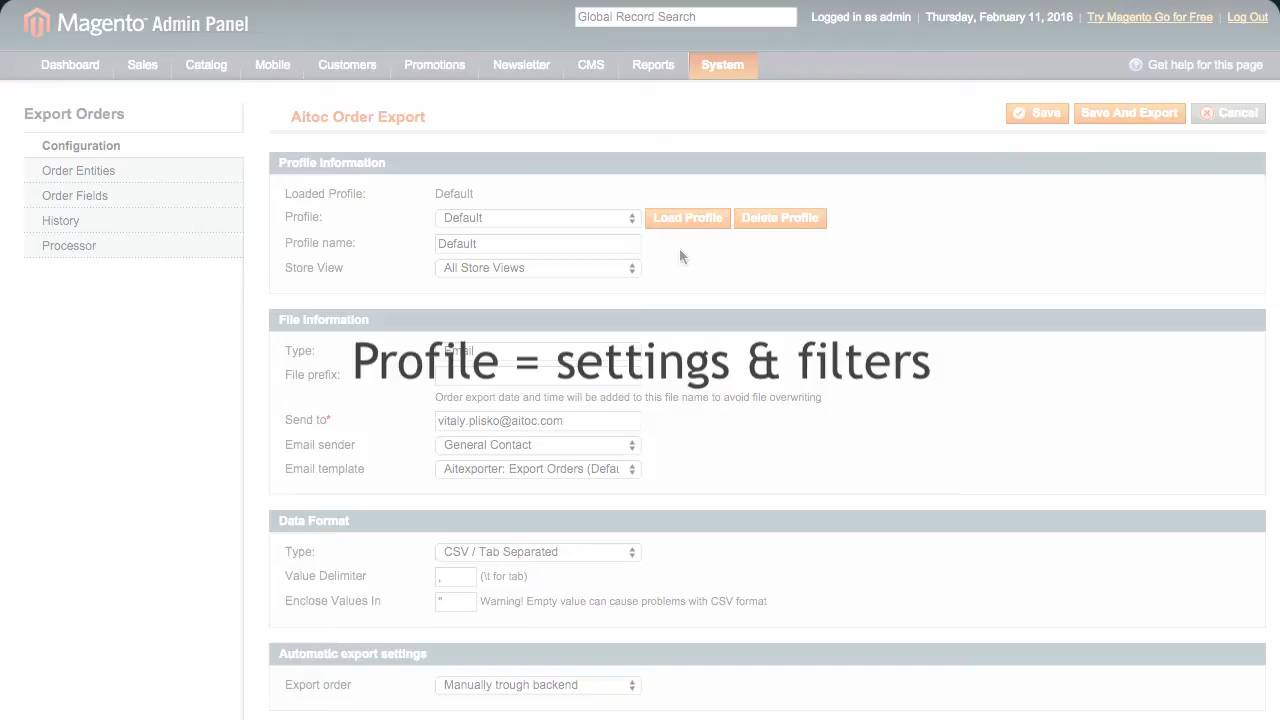 Magento Admin Panel
Global Record Search
Logged in as admin | Thursday, February 11, 2016 | Try Magento Go for Free | Log Out
Dashboard Sales Catalog Mobile Customers Promotions Newsletter CMS Reports System
Get help for this page
Export Orders
Configuration
Order Entities
Order Fields
History
Processor
Aitoc Order Export
Save Save And Export Cancel
Profile Information
Loaded Profile: Default
Profile: Default Load Profile Delete Profile
Profile name: Default
Store View All Store Views
File Information
Type: Email
Profile = settings & filters
File prefix:
Order export date and time will be added to this file name to avoid file overwriting
Send to* vitaly.plisko@aitoc.com
Email sender General Contact
Email template Aitexporter: Export Orders (Defau
Data Format
Type: CSV / Tab Separated
Value Delimiter , (\t for tab)
Enclose Values In " Warning! Empty value can cause problems with CSV format
Automatic export settings
Export order Manually trough backend